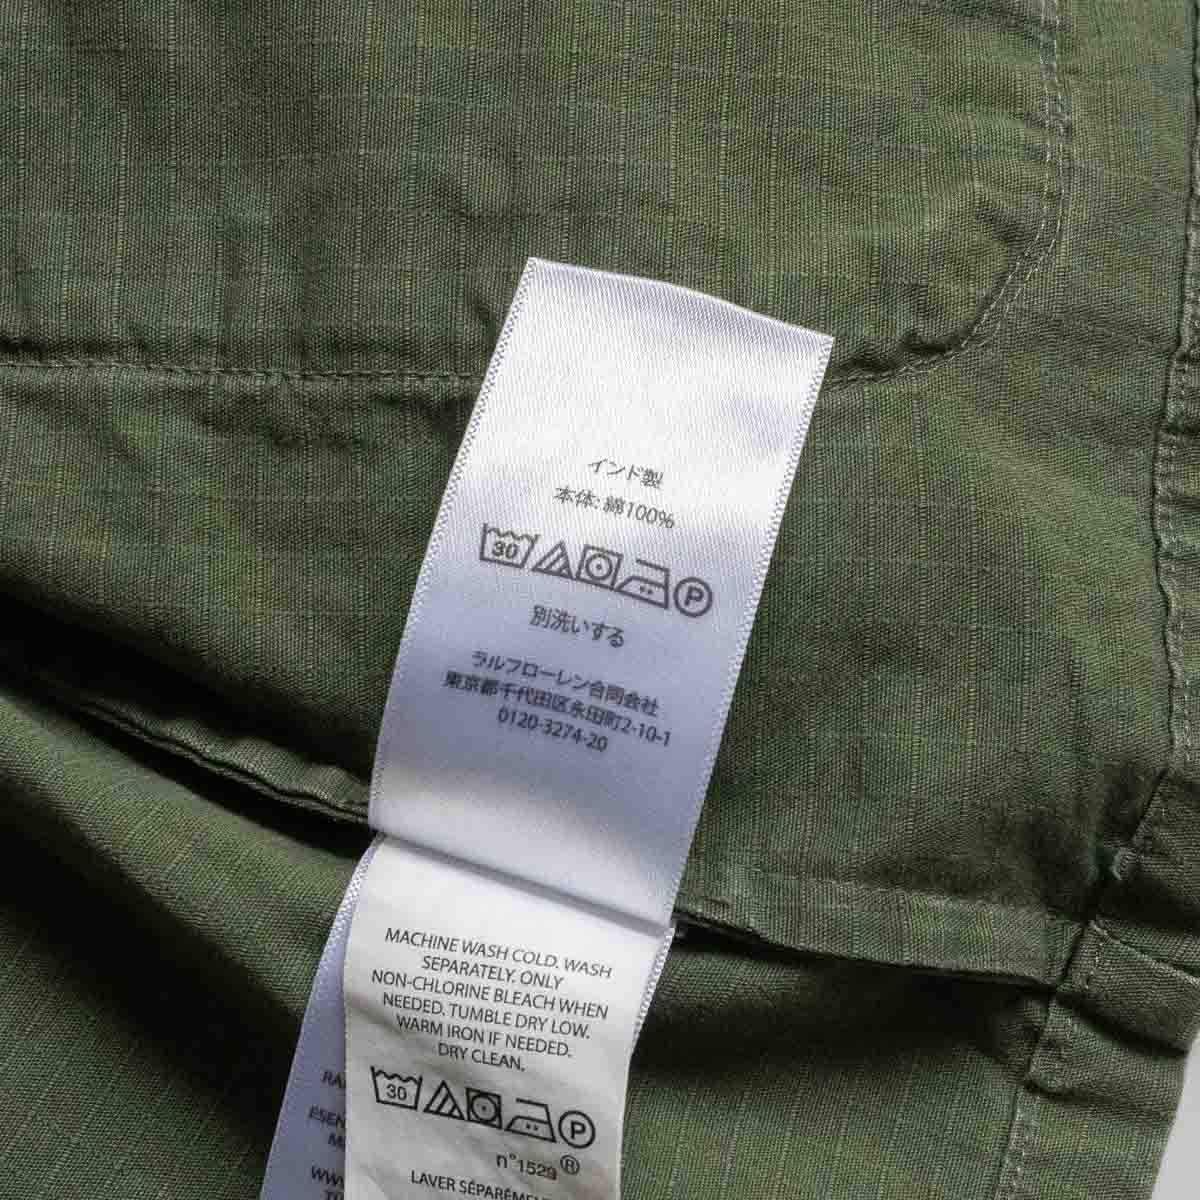 インド製
本体: 綿100%
30 P
別洗いする
ラルフローレン合同会社
東京都千代田区永田町2-10-1
0120-3274-20
MACHINE WASH COLD. WASH
SEPARATELY. ONLY
NON-CHLORINE BLEACH WHEN
NEEDED. TUMBLE DRY LOW.
WARM IRON IF NEEDED.
DRY CLEAN.
30 P
n°1529®
LAVER SÉPARÉMENT
WWW